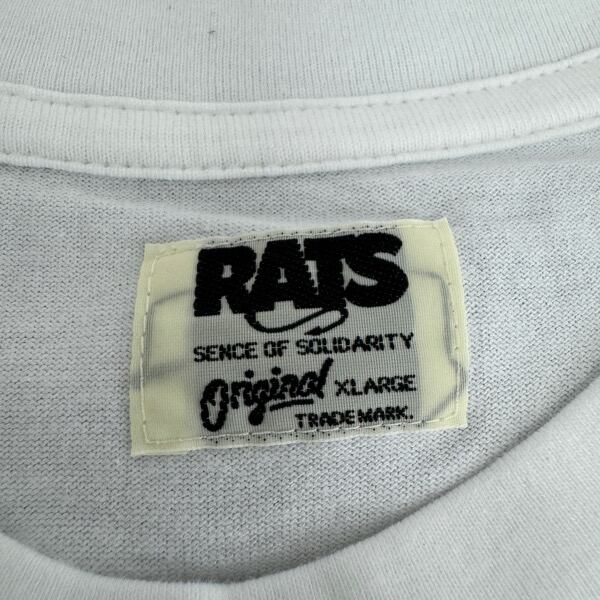 RATS
SENCE OF SOLIDARITY
Original XLARGE
TRADEMARK.